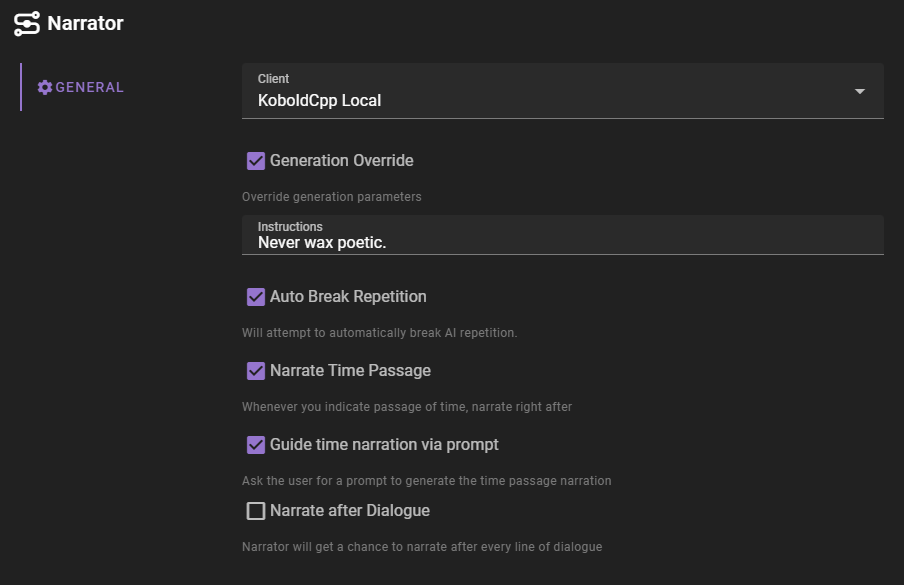 Narrator
GENERAL
Client
KoboldCpp Local
Generation Override
Override generation parameters
Instructions
Never wax poetic.
Auto Break Repetition
Will attempt to automatically break AI repetition.
Narrate Time Passage
Whenever you indicate passage of time, narrate right after
Guide time narration via prompt
Ask the user for a prompt to generate the time passage narration
Narrate after Dialogue
Narrator will get a chance to narrate after every line of dialogue